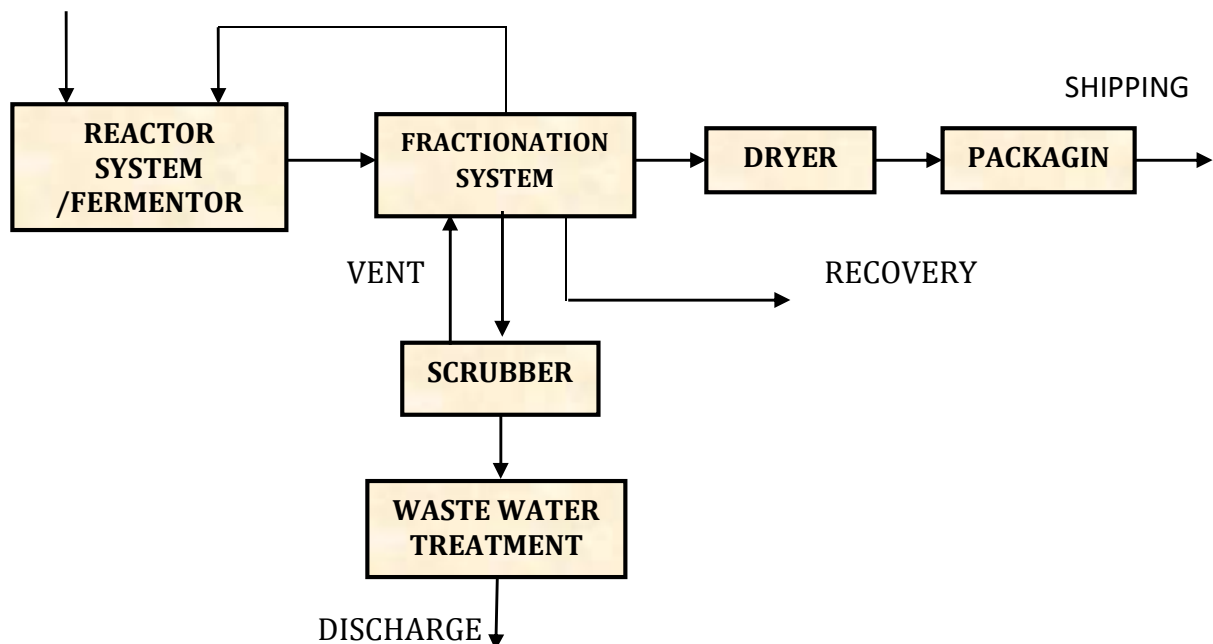 SHIPPING
REACTOR
SYSTEM
/FERMENTOR
FRACTIONATION
SYSTEM
DRYER
PACKAGIN
VENT
RECOVERY
SCRUBBER
WASTE WATER
TREATMENT
DISCHARGE